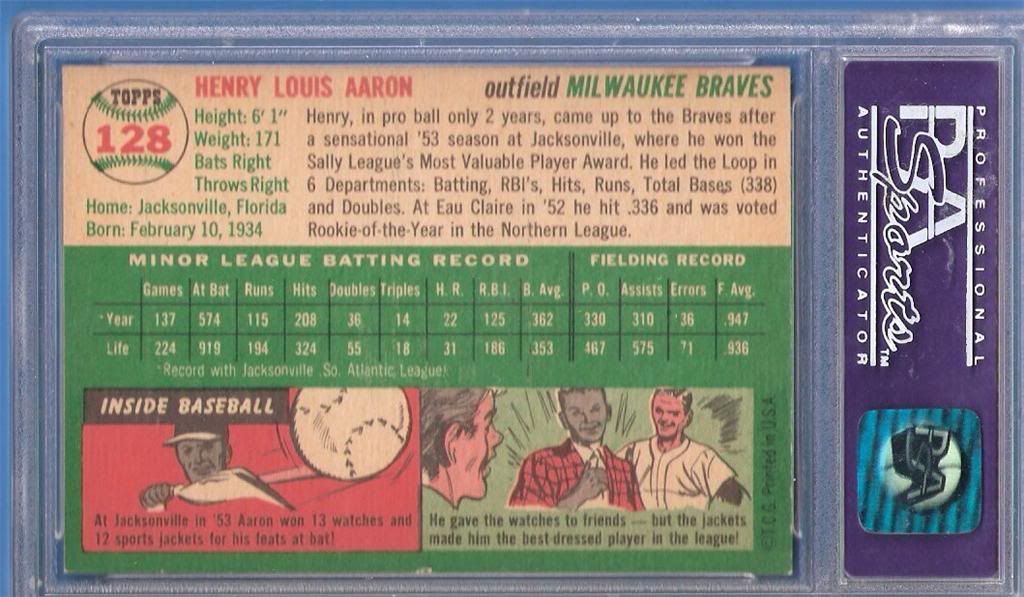 TOPPS
128
HENRY LOUIS AARON
outfield MILWAUKEE BRAVES
Height: 6' 1"
Weight: 171
Bats Right
Throws Right
Home: Jacksonville, Florida
Born: February 10, 1934
Henry, in pro ball only 2 years, came up to the Braves after
a sensational '53 season at Jacksonville, where he won the
Sally League's Most Valuable Player Award. He led the Loop in
6 Departments: Batting, RBI's, Hits, Runs, Total Bases (338)
and Doubles. At Eau Claire in '52 he hit .336 and was voted
Rookie-of-the-Year in the Northern League.
MINOR LEAGUE BATTING RECORD FIELDING RECORD
Games At Bat Runs Hits Doubles Triples H. R. R.B.I. B. Avg. P. O. Assists Errors F. Avg.
*Year 137 574 115 208 36 14 22 125 .362 330 310 36 .947
Life 224 919 194 324 55 18 31 186 .353 467 575 71 .936
*Record with Jacksonville (So. Atlantic League)
INSIDE BASEBALL
At Jacksonville in '53 Aaron won 13 watches and
12 sports jackets for his feats at bat!
He gave the watches to friends — but the jackets
made him the best-dressed player in the league!
©T.C.G. Printed in U.S.A.
PROFESSIONAL
PSA
Sports™
AUTHENTICATOR
PSA